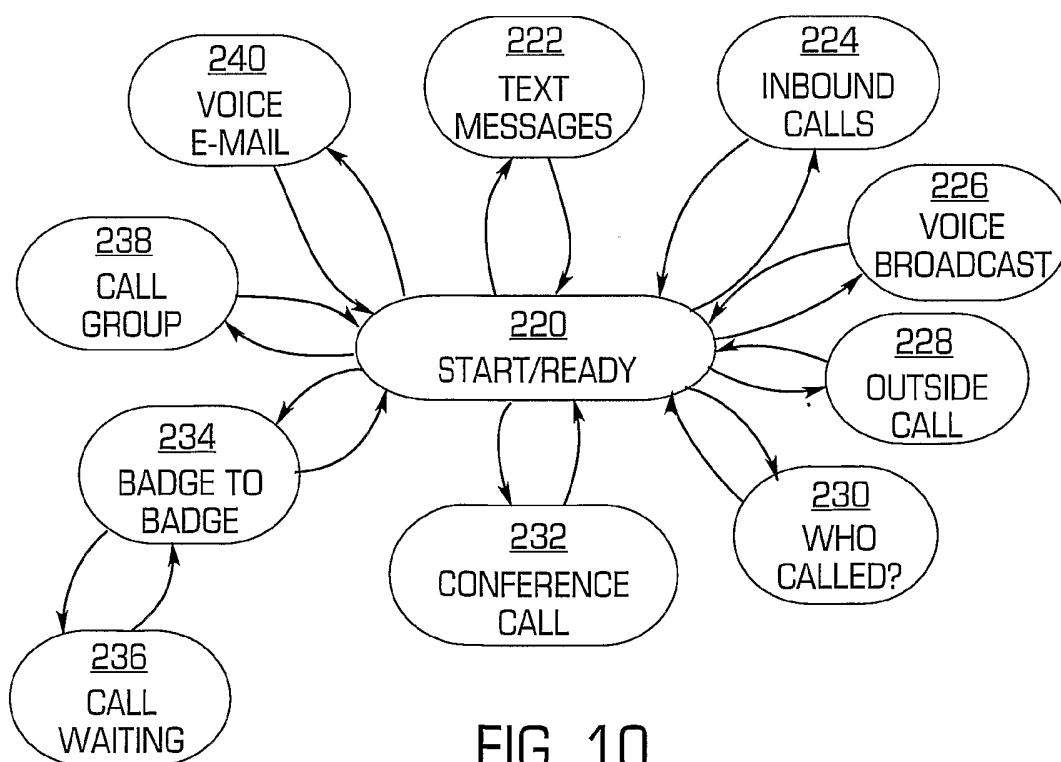 240
VOICE
E-MAIL
222
TEXT
MESSAGES
224
INBOUND
CALLS
226
VOICE
BROADCAST
238
CALL
GROUP
220
START/READY
228
OUTSIDE
CALL
234
BADGE TO
BADGE
232
CONFERENCE
CALL
230
WHO
CALLED?
236
CALL
WAITING
FIG. 10